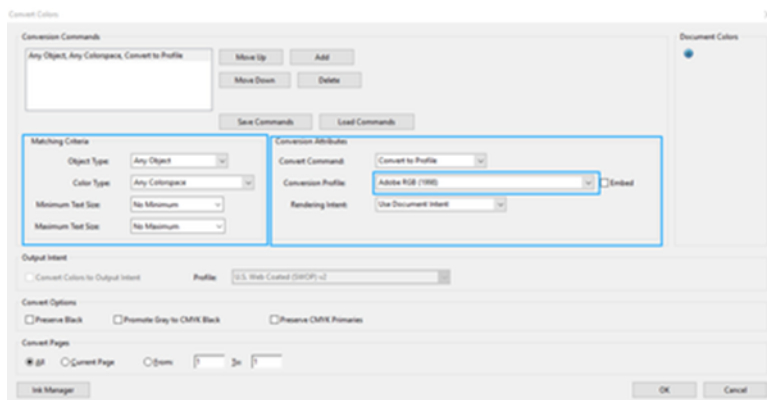 Convert Colors
Conversion Commands
Document Colors
Any Object, Any Colorspace, Convert to Profile
Move Up
Add
Move Down
Delete
Save Commands
Load Commands
Matching Criteria
Conversion Attributes
Object Type:
Any Object
Convert Command:
Convert to Profile
Color Type:
Any Colorspace
Conversion Profile:
Adobe RGB (1998)
Embed
Minimum Text Size:
No Minimum
Rendering Intent:
Use Document Intent
Maximum Text Size:
No Maximum
Output Intent
Convert Colors to Output Intent
Profile:
U.S. Web Coated (SWOP) v2
Convert Options
Preserve Black
Promote Gray to CMYK Black
Preserve CMYK Primaries
Convert Pages
All
Current Page
From:
1
To
1
Ink Manager
OK
Cancel